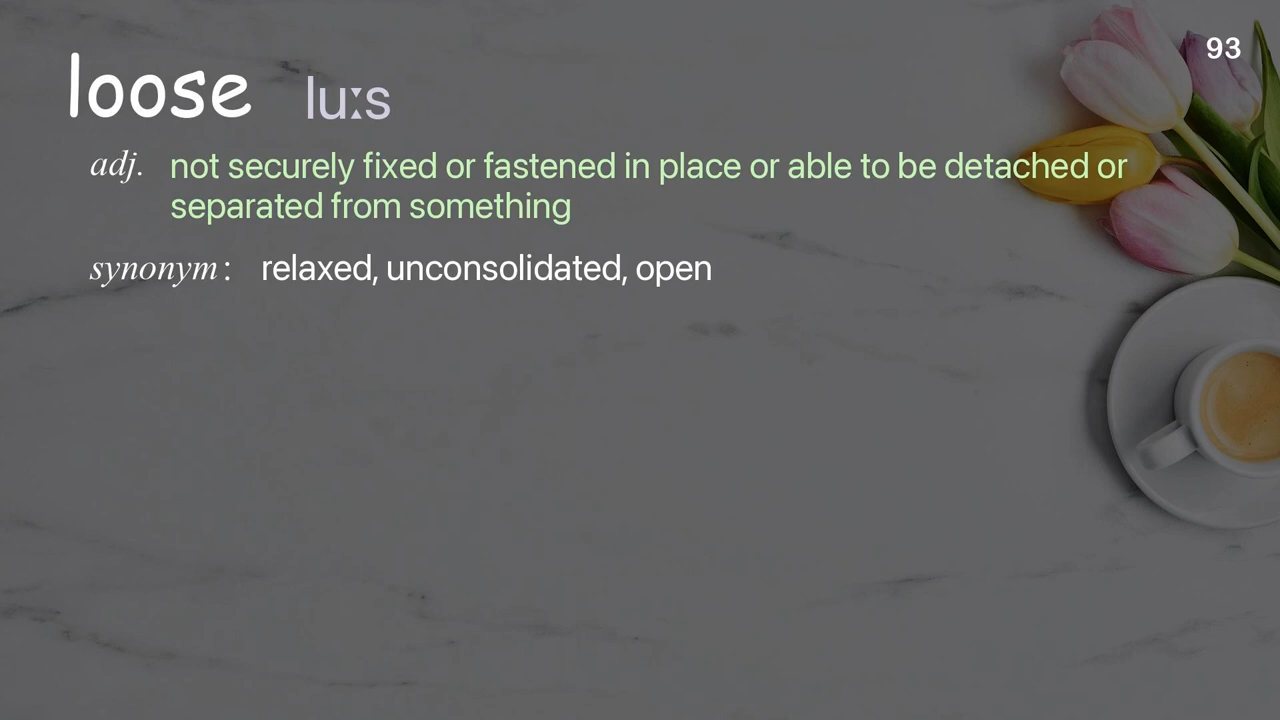 93
loose luːs
adj. not securely fixed or fastened in place or able to be detached or
separated from something
synonym : relaxed, unconsolidated, open